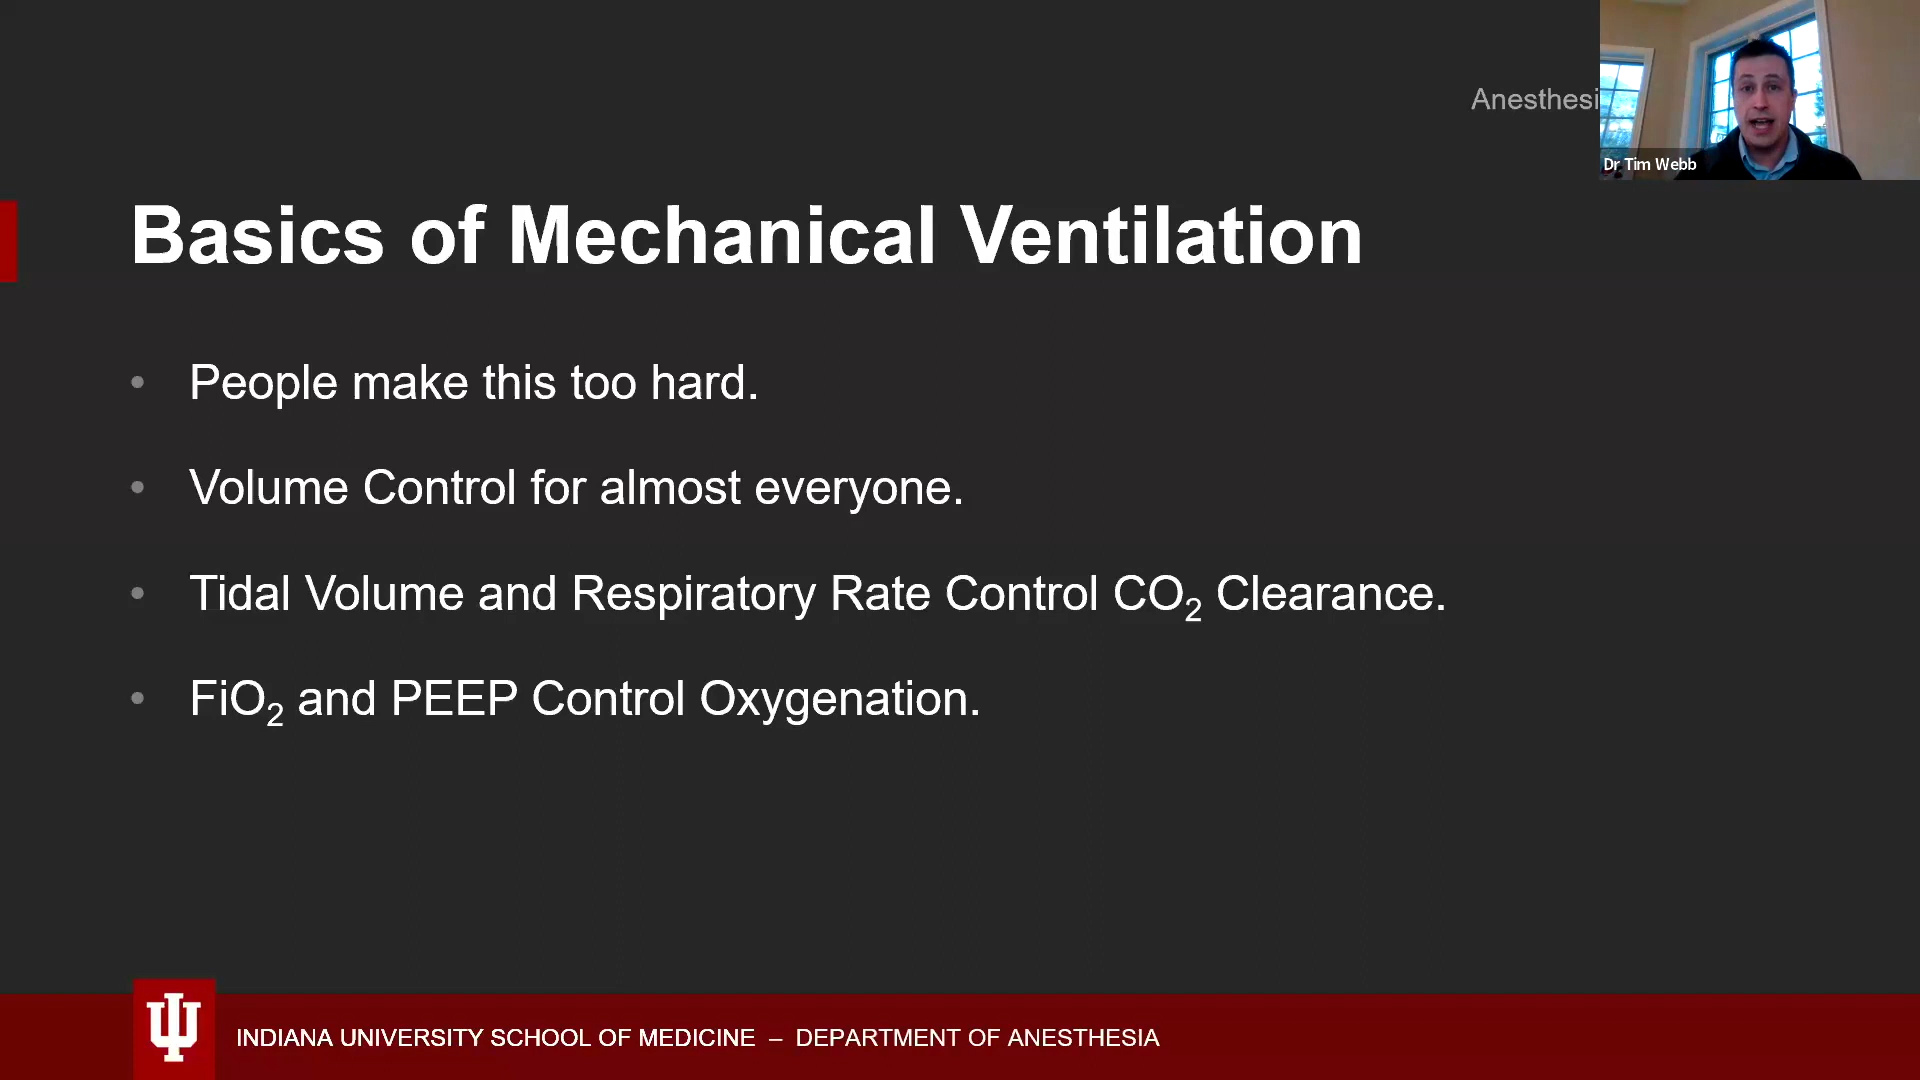 Anesthesi
Dr Tim Webb
Basics of Mechanical Ventilation
• People make this too hard.
• Volume Control for almost everyone.
• Tidal Volume and Respiratory Rate Control CO₂ Clearance.
• FiO₂ and PEEP Control Oxygenation.
INDIANA UNIVERSITY SCHOOL OF MEDICINE – DEPARTMENT OF ANESTHESIA